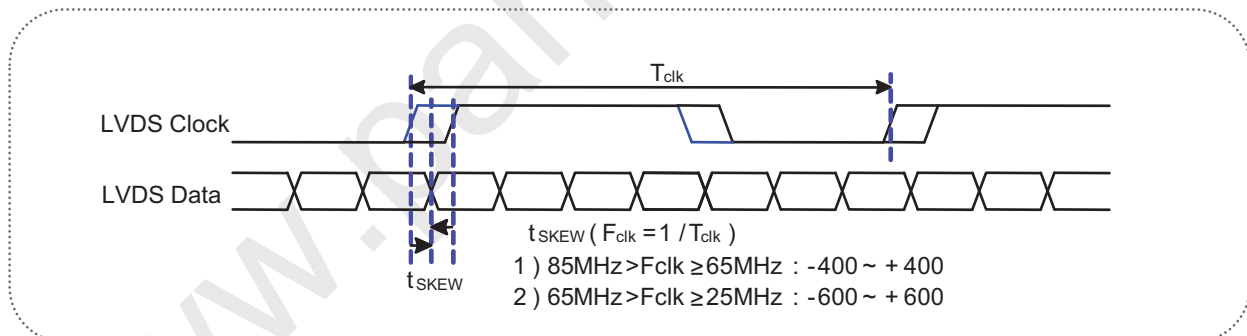 Tclk
LVDS Clock
LVDS Data
tSKEW ( Fclk = 1 / Tclk )
1 ) 85MHz>Fclk ≥65MHz : -400 ~ + 400
tSKEW
2 ) 65MHz>Fclk ≥25MHz : -600 ~ + 600